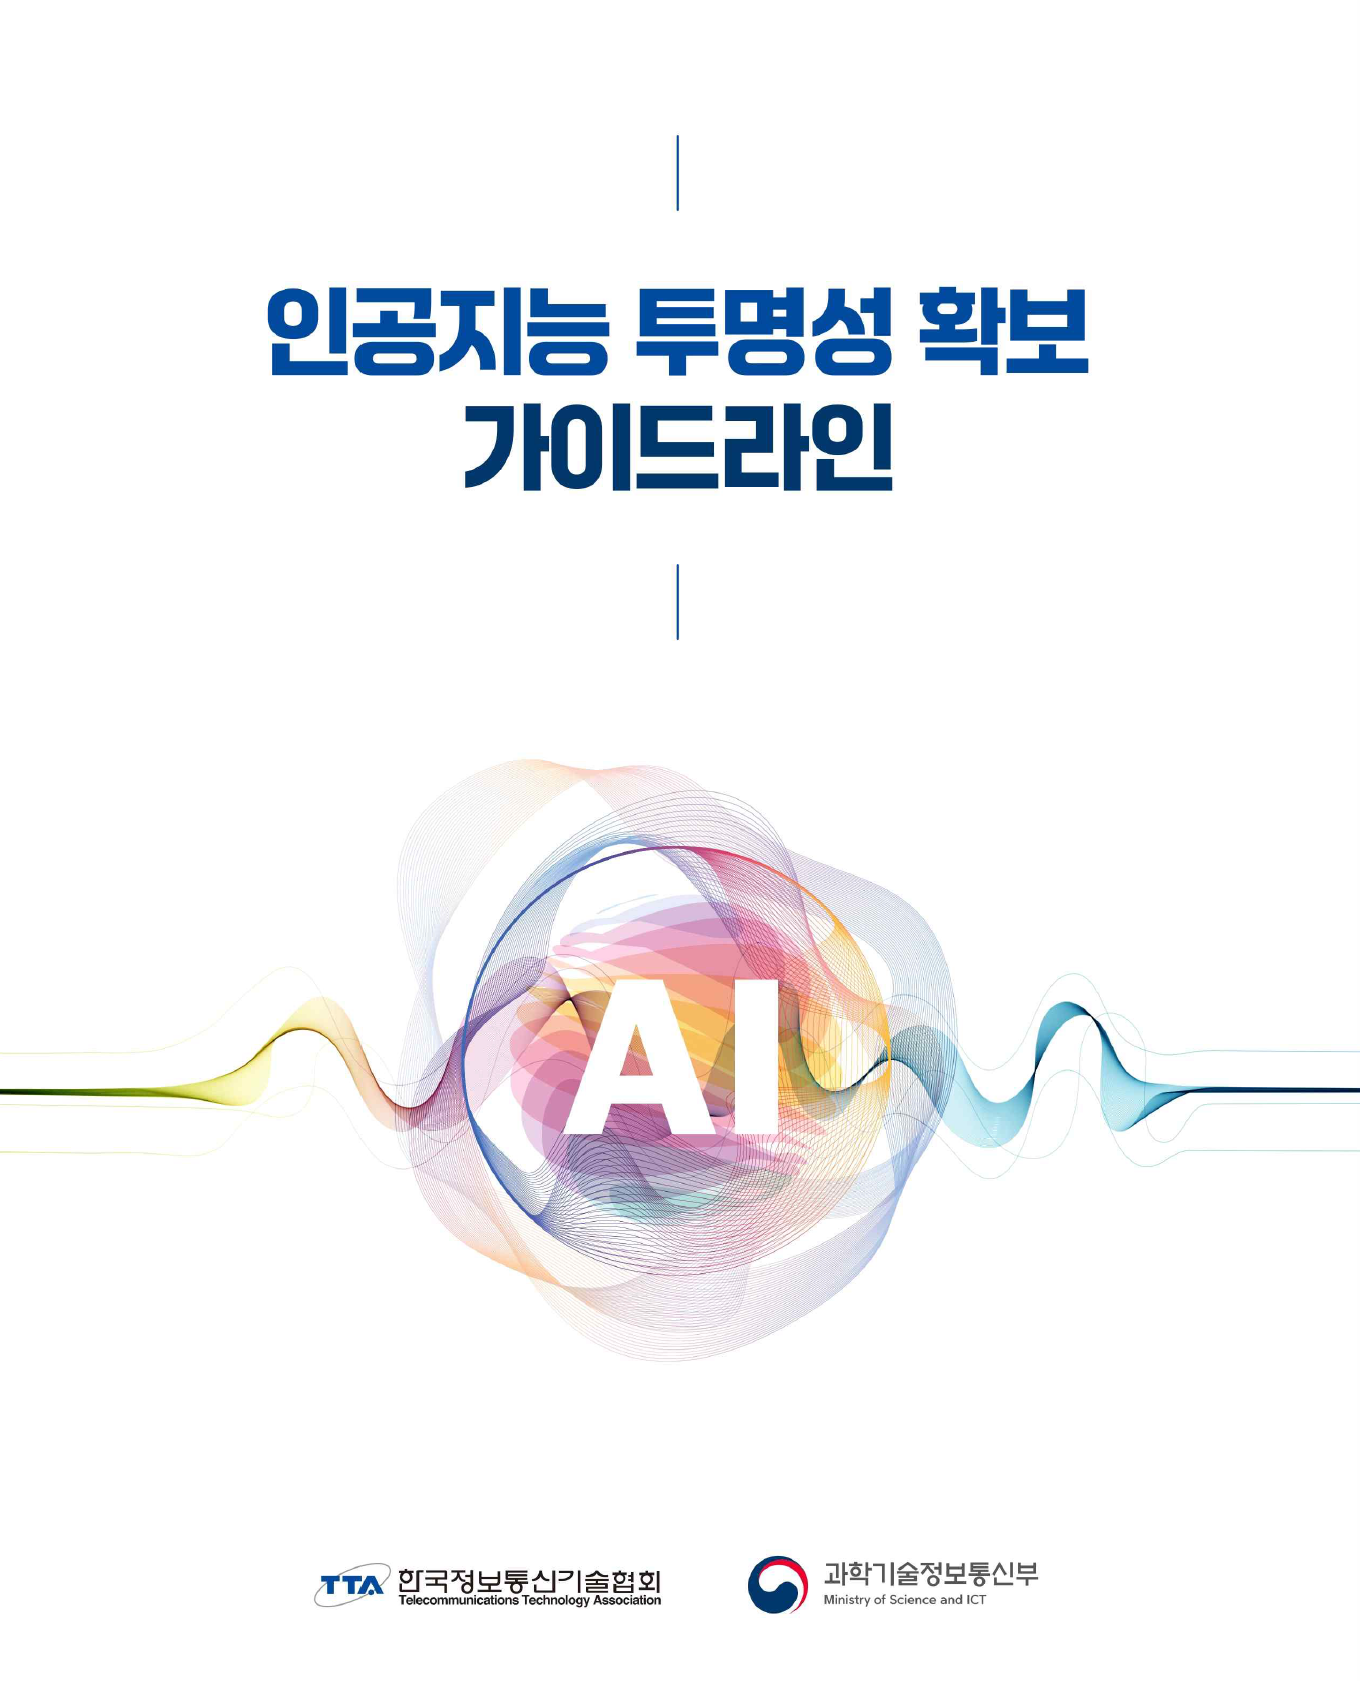 인공지능 투명성 확보
가이드라인
AI
TTA 한국정보통신기술협회
Telecommunications Technology Association
과학기술정보통신부
Ministry of Science and ICT